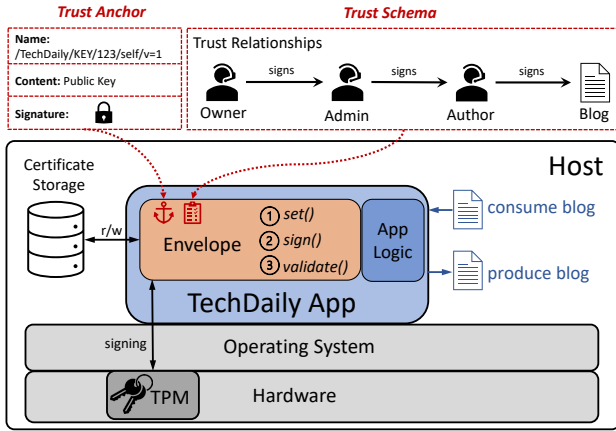 Trust Anchor
Trust Schema
Name:
/TechDaily/KEY/123/self/v=1
Content: Public Key
Signature:
Trust Relationships
signs
signs
signs
Owner
Admin
Author
Blog
Host
Certificate
Storage
r/w
Envelope
1 set()
2 sign()
3 validate()
App
Logic
consume blog
produce blog
TechDaily App
signing
Operating System
TPM
Hardware